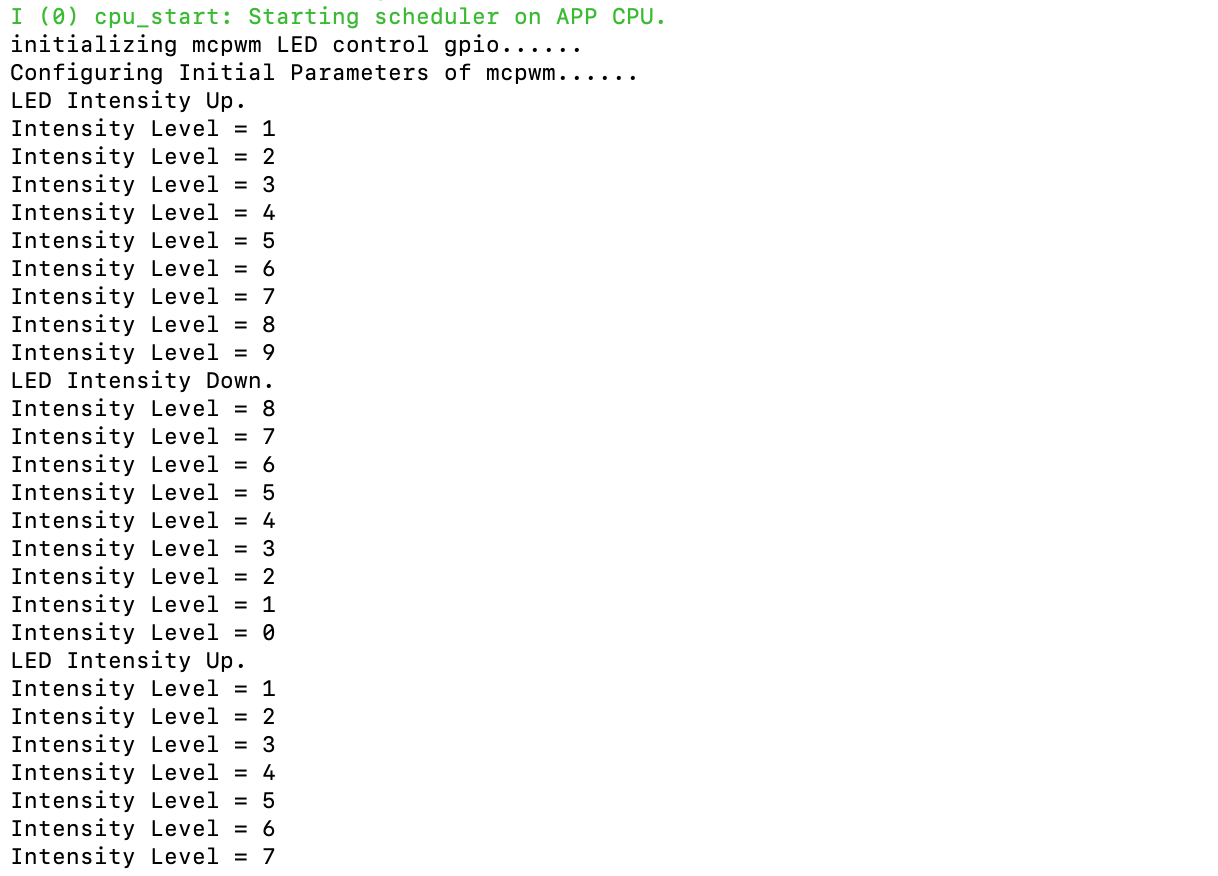 I (0) cpu_start: Starting scheduler on APP CPU.
initializing mcpwm LED control gpio......
Configuring Initial Parameters of mcpwm......
LED Intensity Up.
Intensity Level = 1
Intensity Level = 2
Intensity Level = 3
Intensity Level = 4
Intensity Level = 5
Intensity Level = 6
Intensity Level = 7
Intensity Level = 8
Intensity Level = 9
LED Intensity Down.
Intensity Level = 8
Intensity Level = 7
Intensity Level = 6
Intensity Level = 5
Intensity Level = 4
Intensity Level = 3
Intensity Level = 2
Intensity Level = 1
Intensity Level = 0
LED Intensity Up.
Intensity Level = 1
Intensity Level = 2
Intensity Level = 3
Intensity Level = 4
Intensity Level = 5
Intensity Level = 6
Intensity Level = 7